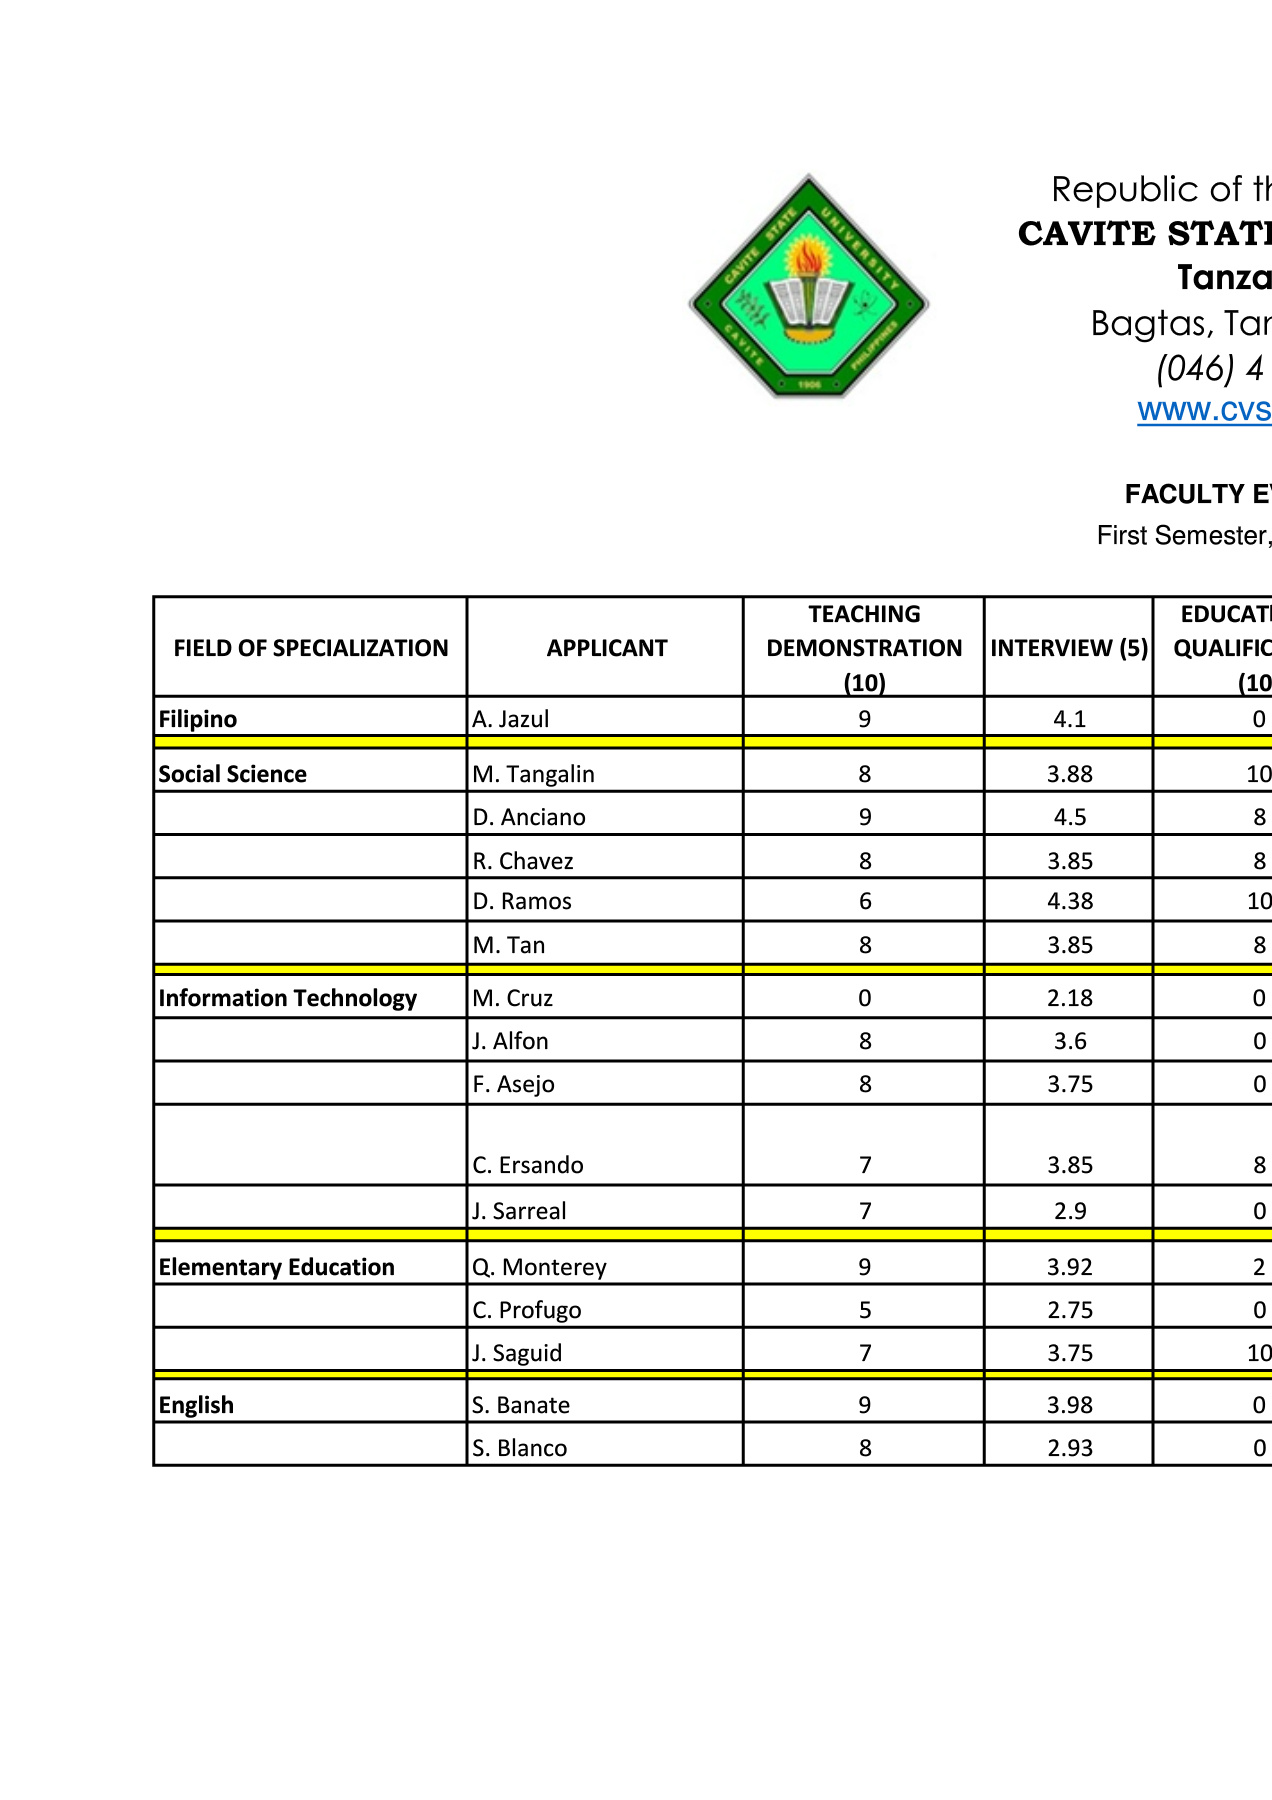 CAVITE STATE UNIVERSITY
CAVITE PHILIPPINES
1906
Republic of th
CAVITE STATE
Tanza
Bagtas, Tan
(046) 4
www.cvs
FACULTY EV
First Semester,
FIELD OF SPECIALIZATION APPLICANT TEACHING DEMONSTRATION (10) INTERVIEW (5) EDUCATI QUALIFIC (10
Filipino A. Jazul 9 4.1 0
Social Science M. Tangalin 8 3.88 10
D. Anciano 9 4.5 8
R. Chavez 8 3.85 8
D. Ramos 6 4.38 10
M. Tan 8 3.85 8
Information Technology M. Cruz 0 2.18 0
J. Alfon 8 3.6 0
F. Asejo 8 3.75 0
C. Ersando 7 3.85 8
J. Sarreal 7 2.9 0
Elementary Education Q. Monterey 9 3.92 2
C. Profugo 5 2.75 0
J. Saguid 7 3.75 10
English S. Banate 9 3.98 0
S. Blanco 8 2.93 0